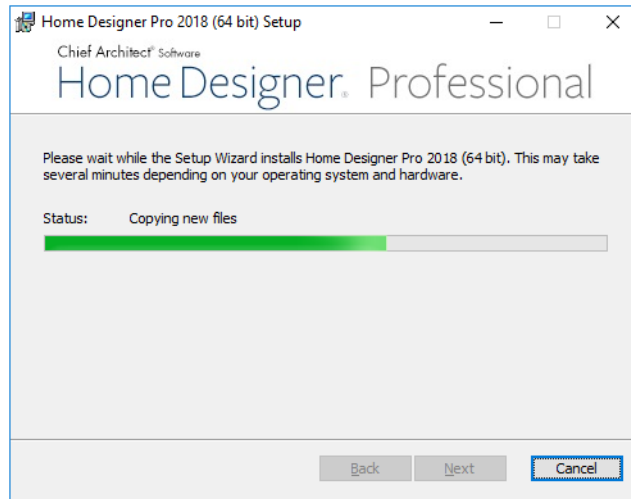 Home Designer Pro 2018 (64 bit) Setup
Chief Architect® Software
Home Designer® Professional
Please wait while the Setup Wizard installs Home Designer Pro 2018 (64 bit). This may take
several minutes depending on your operating system and hardware.
Status: Copying new files
Back Next Cancel